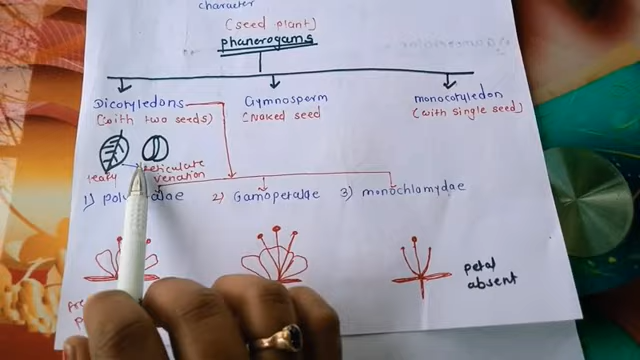 character
(seed plant)
phanerogams
Dicotyledons
(with two seeds)
Gymnosperm
(Naked seed
monocotyledon
(with single seed)
leafy
reticulate
venation
1)
2) Gamopetalae
3) monochlamydae
petal
absent